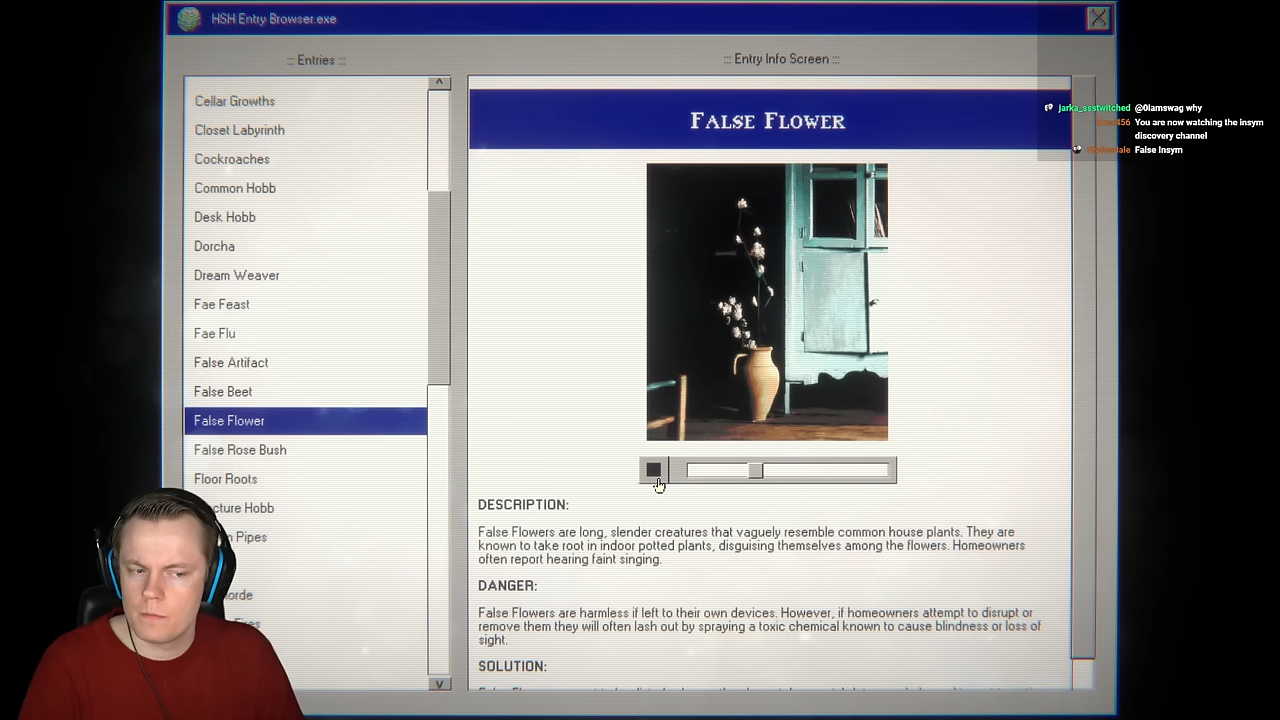 HSH Entry Browser.exe
::: Entries :::
::: Entry Info Screen :::
Cellar Growths
Closet Labyrinth
Cockroaches
Common Hobb
Desk Hobb
Dorcha
Dream Weaver
Fae Feast
Fae Flu
False Artifact
False Beet
False Flower
False Rose Bush
Floor Roots
Hobb
Pipes
FALSE FLOWER
DESCRIPTION:
False Flowers are long, slender creatures that vaguely resemble common house plants. They are
known to take root in indoor potted plants, disguising themselves among the flowers. Homeowners
often report hearing faint singing.
DANGER:
False Flowers are harmless if left to their own devices. However, if homeowners attempt to disrupt or
remove them they will often lash out by spraying a toxic chemical known to cause blindness or loss of
sight.
SOLUTION:
jarka_ssstwitched @0lamswag why
You are now watching the insym
discovery channel
False Insym